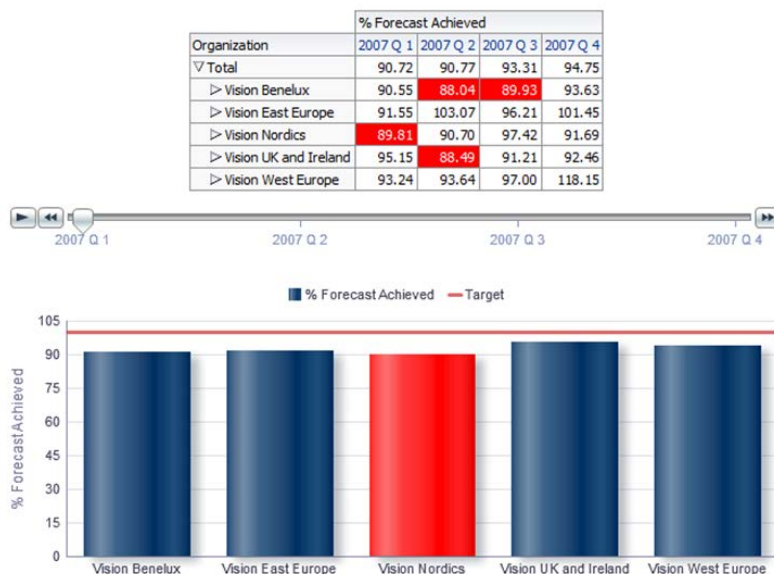 % Forecast Achieved
Organization 2007 Q 1 2007 Q 2 2007 Q 3 2007 Q 4
Total 90.72 90.77 93.31 94.75
Vision Benelux 90.55 88.04 89.93 93.63
Vision East Europe 91.55 103.07 96.21 101.45
Vision Nordics 89.81 90.70 97.42 91.69
Vision UK and Ireland 95.15 88.49 91.21 92.46
Vision West Europe 93.24 93.64 97.00 118.15
2007 Q 1 2007 Q 2 2007 Q 3 2007 Q 4
% Forecast Achieved Target
% Forecast Achieved
105
90
75
60
45
30
15
0
Vision Benelux Vision East Europe Vision Nordics Vision UK and Ireland Vision West Europe